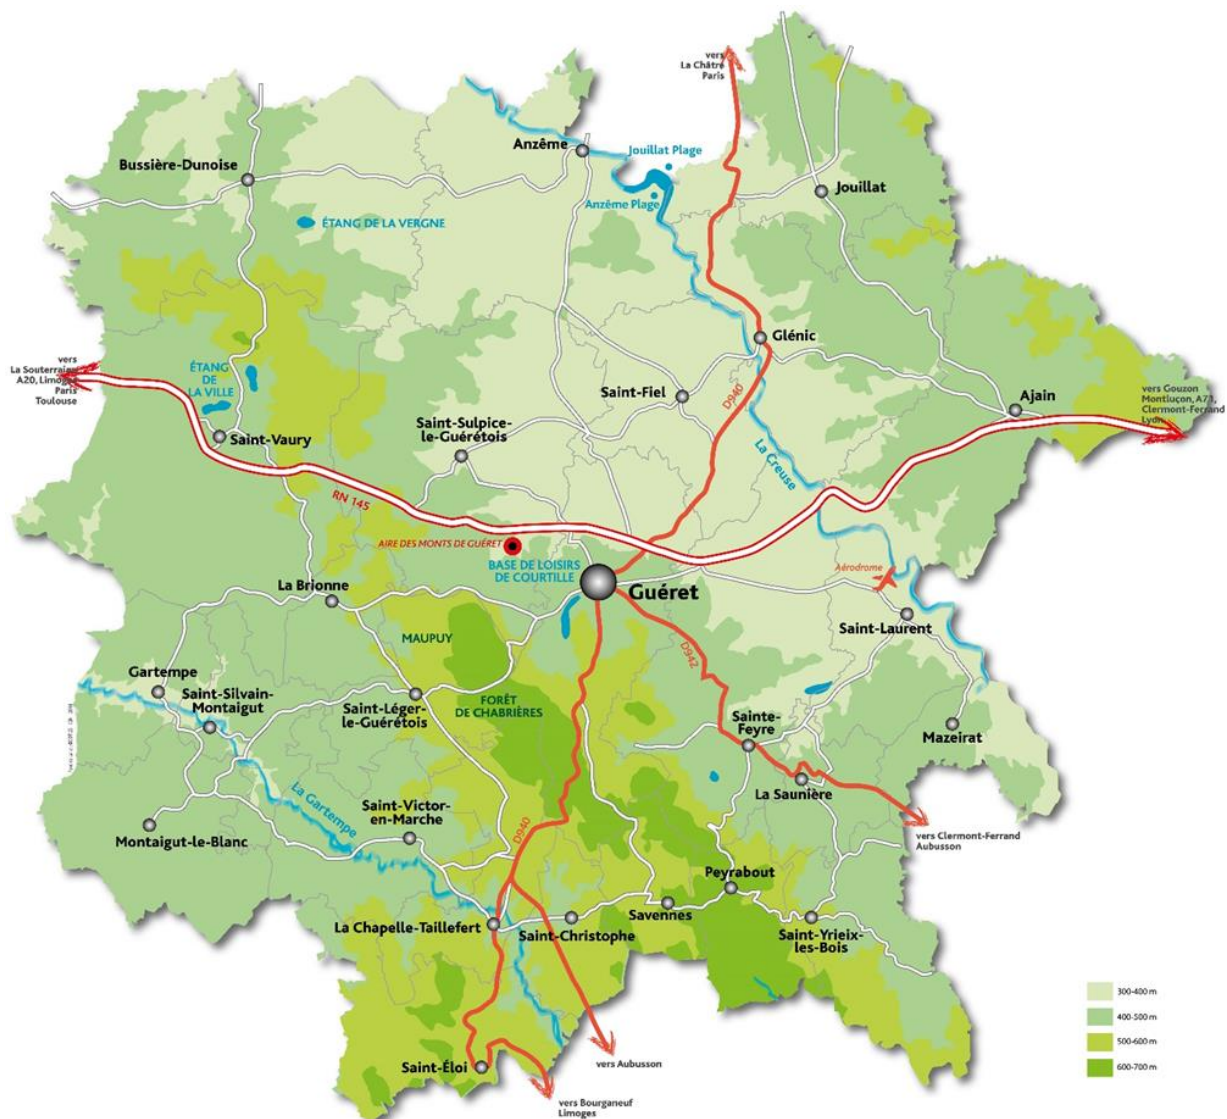 vers
La Châtre
Paris
Anzême
Jouillat Plage
Bussière-Dunoise
Jouillat
Anzême Plage
ÉTANG DE LA VERGNE
Glénic
vers
La Souterraine
A20, Limoges
Paris
Toulouse
ÉTANG
DE
LA VILLE
Saint-Fiel
D940
Ajain
vers Gouzon
Montluçon, A71,
Clermont-Ferrand
Lyon
Saint-Sulpice-
le-Guérétois
Saint-Vaury
La Creuse
RN 145
AIRE DES MONTS DE GUÉRET
BASE DE LOISIRS
DE COURTILLE
Aérodrome
La Brionne
Guéret
Saint-Laurent
MAUPUY
D942
Gartempe
Saint-Silvain-
Montaigut
Saint-Léger-
le-Guérétois
FORÊT
DE CHABRIÈRES
Sainte-
Feyre
Mazeirat
La Saunière
La Gartempe
Saint-Victor-
en-Marche
D940
Montaigut-le-Blanc
vers Clermont-Ferrand
Aubusson
Peyrabout
Savennes
La Chapelle-Taillefert
Saint-Christophe
Saint-Yrieix-
les-Bois
300-400 m
400-500 m
500-600 m
600-700 m
Saint-Éloi
vers Aubusson
vers Bourganeuf
Limoges